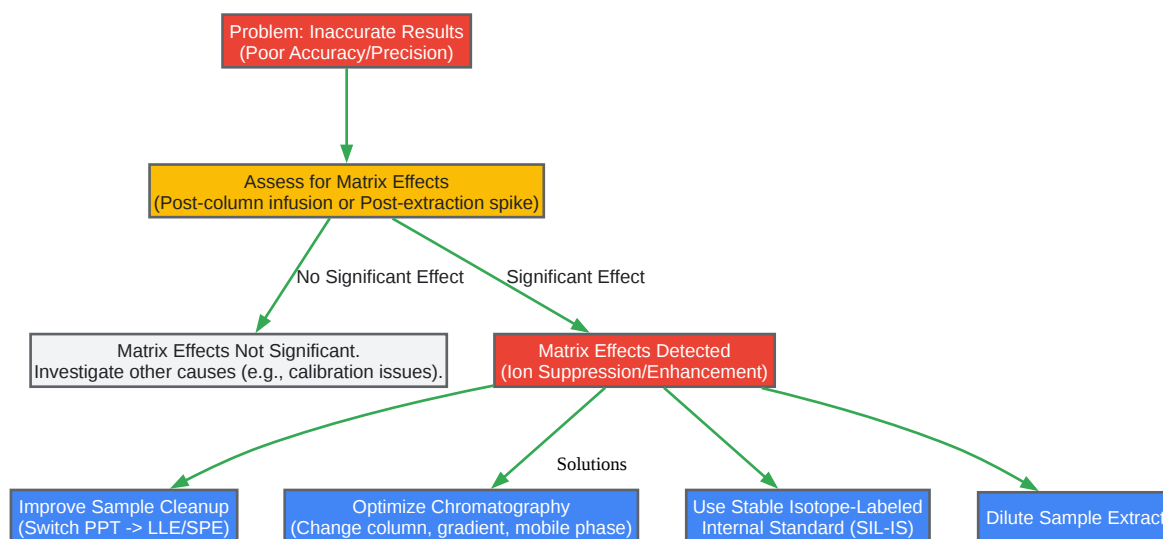 Problem: Inaccurate Results
(Poor Accuracy/Precision)
Assess for Matrix Effects
(Post-column infusion or Post-extraction spike)
No Significant Effect
Significant Effect
Matrix Effects Not Significant.
Investigate other causes (e.g., calibration issues).
Matrix Effects Detected
(Ion Suppression/Enhancement)
Solutions
Improve Sample Cleanup
(Switch PPT -> LLE/SPE)
Optimize Chromatography
(Change column, gradient, mobile phase)
Use Stable Isotope-Labeled
Internal Standard (SIL-IS)
Dilute Sample Extract